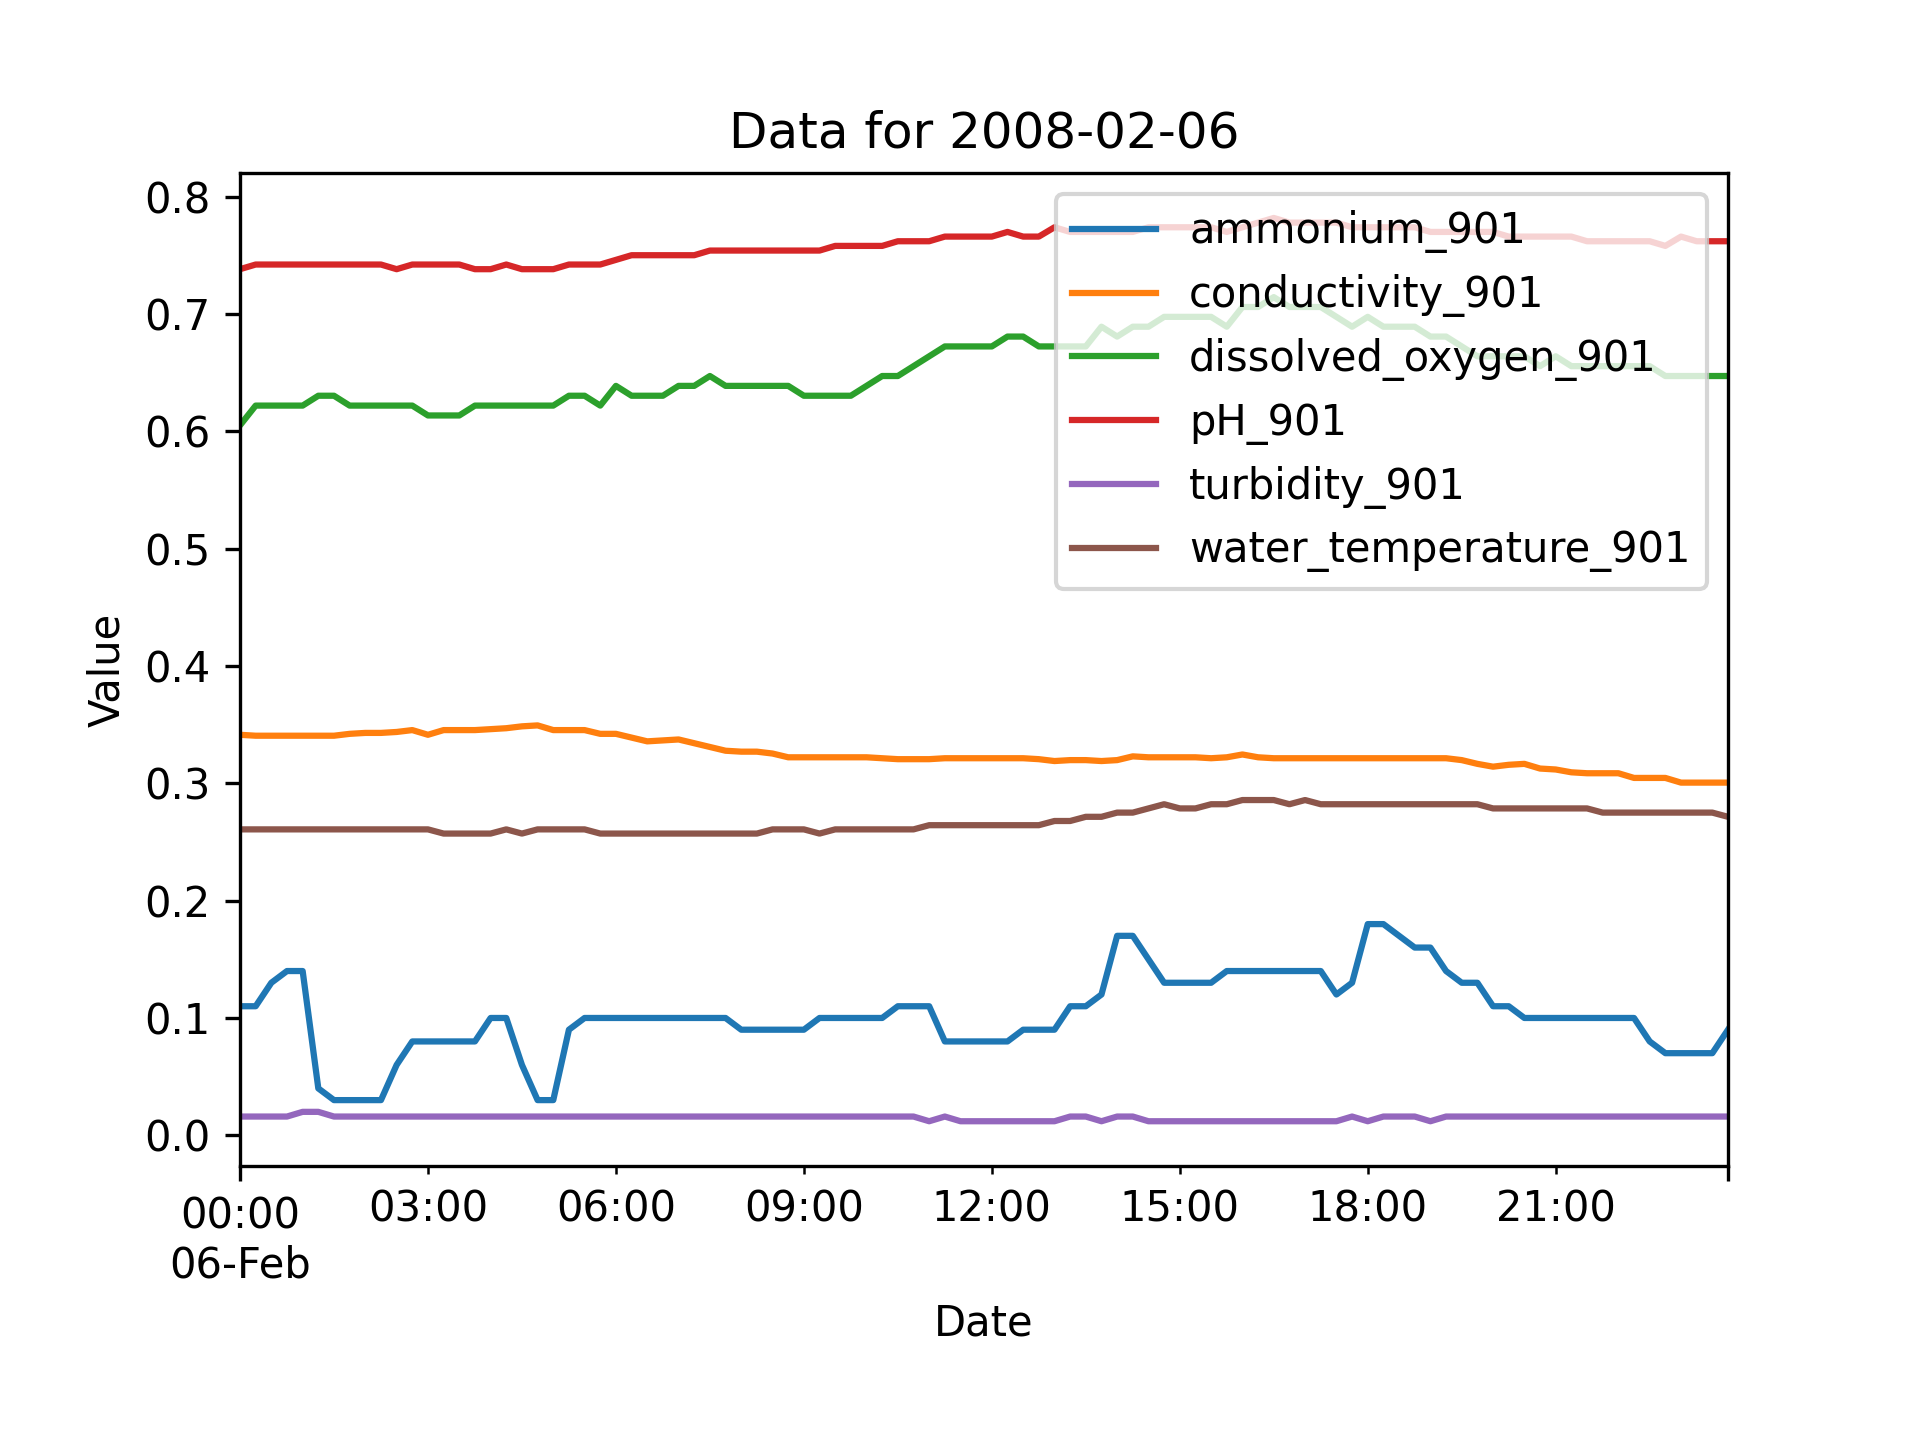 Data for 2008-02-06
0.8
0.7
0.6
0.5
0.4
0.3
0.2
0.1
0.0
Value
ammonium_901
conductivity_901
dissolved_oxygen_901
pH_901
turbidity_901
water_temperature_901
00:00 03:00 06:00 09:00 12:00 15:00 18:00 21:00
06-Feb
Date